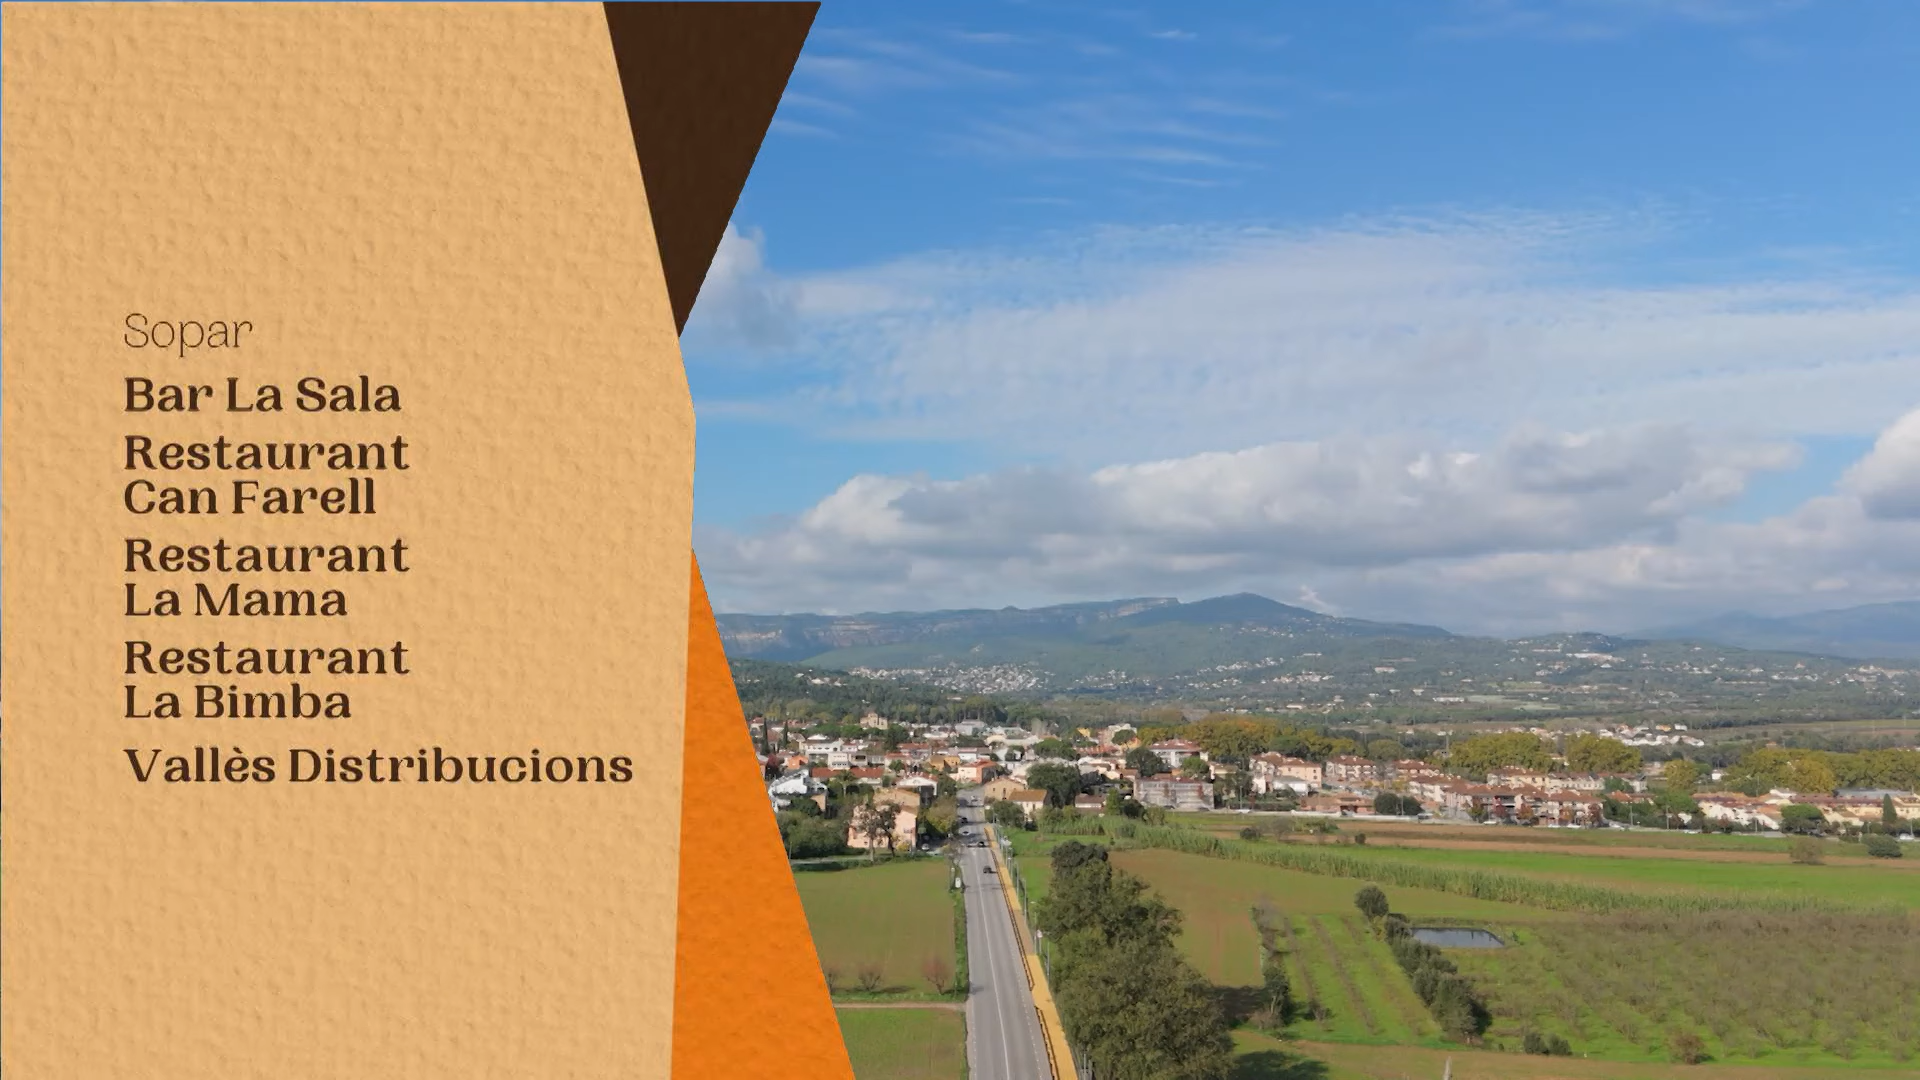 Sopar
Bar La Sala
Restaurant
Can Farell
Restaurant
La Mama
Restaurant
La Bimba
Vallès Distribucions